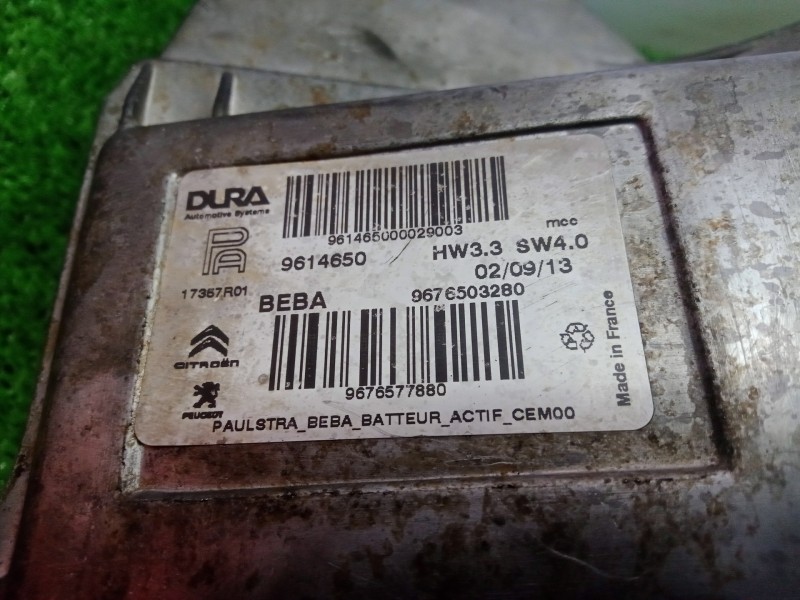 DURA
Automotive Systems
961465000029003
mcc
PA
9614650
HW3.3 SW4.0
02/09/13
17357R01
BEBA
9676503280
CITROËN
Made in France
PEUGEOT
9676577880
PAULSTRA_BEBA_BATTEUR_ACTIF_CEM00